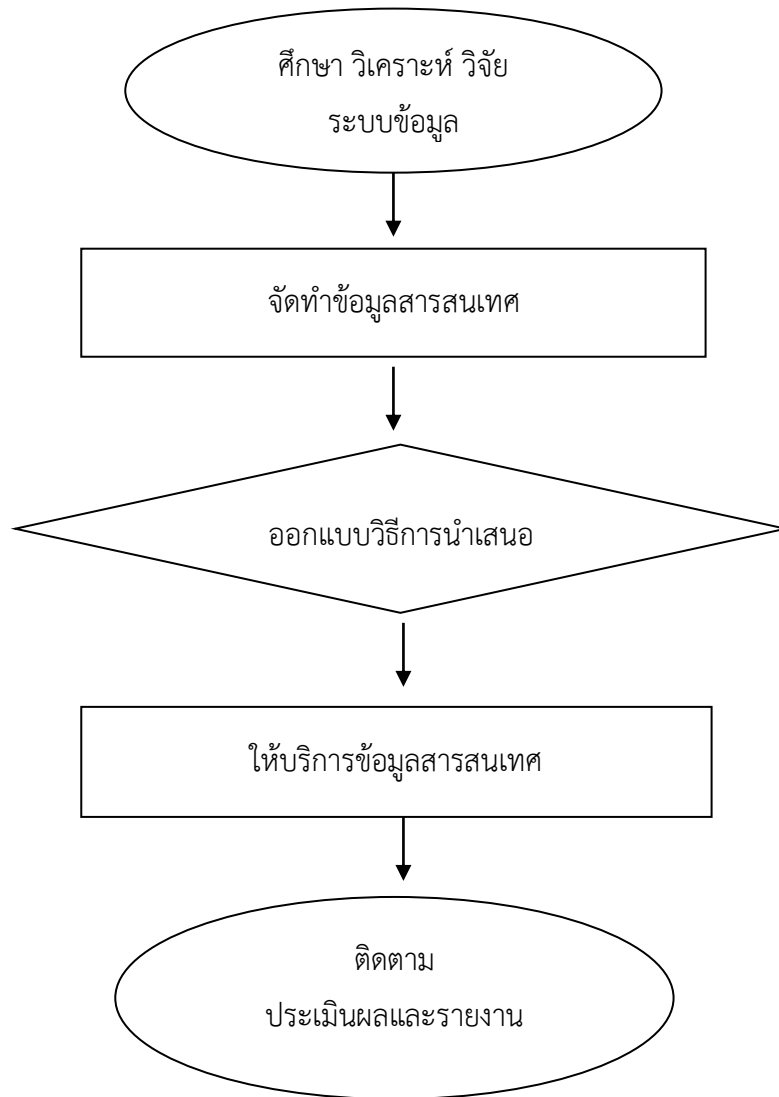 ศึกษา วิเคราะห์ วิจัย
ระบบข้อมูล
จัดทำข้อมูลสารสนเทศ
ออกแบบวิธีการนำเสนอ
ให้บริการข้อมูลสารสนเทศ
ติดตาม
ประเมินผลและรายงาน